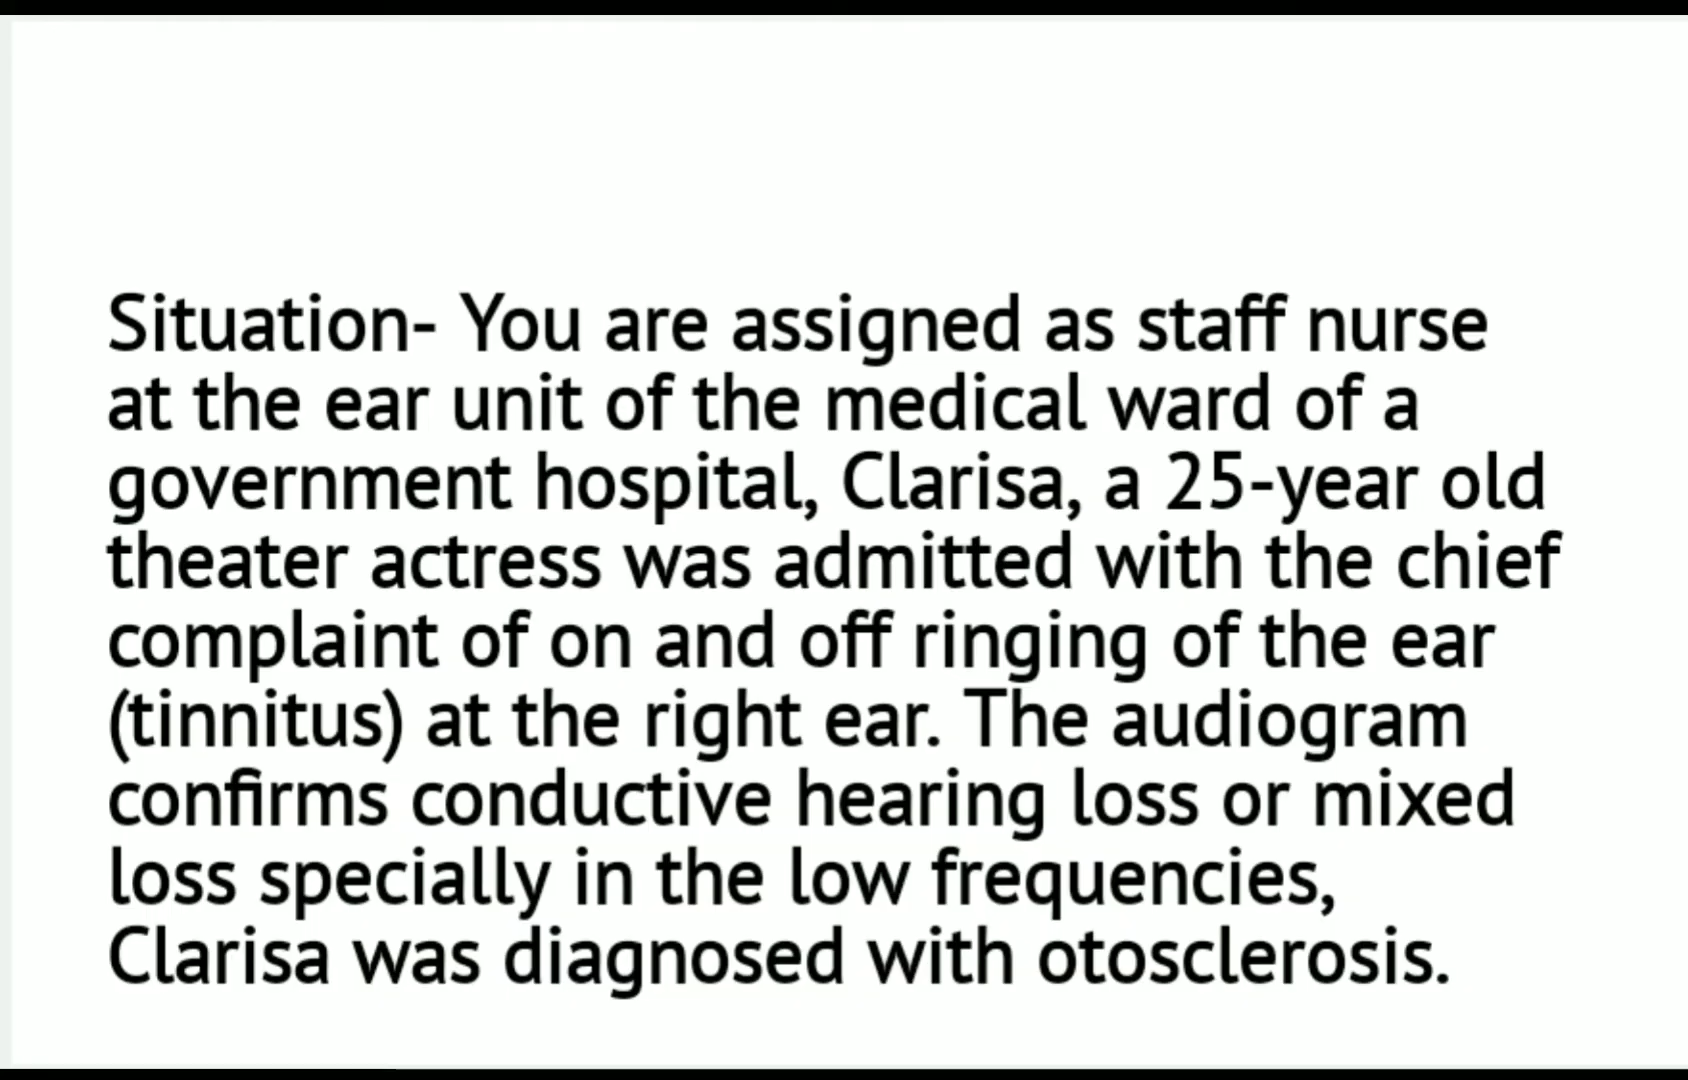 Situation- You are assigned as staff nurse
at the ear unit of the medical ward of a
government hospital, Clarisa, a 25-year old
theater actress was admitted with the chief
complaint of on and off ringing of the ear
(tinnitus) at the right ear. The audiogram
confirms conductive hearing loss or mixed
loss specially in the low frequencies,
Clarisa was diagnosed with otosclerosis.